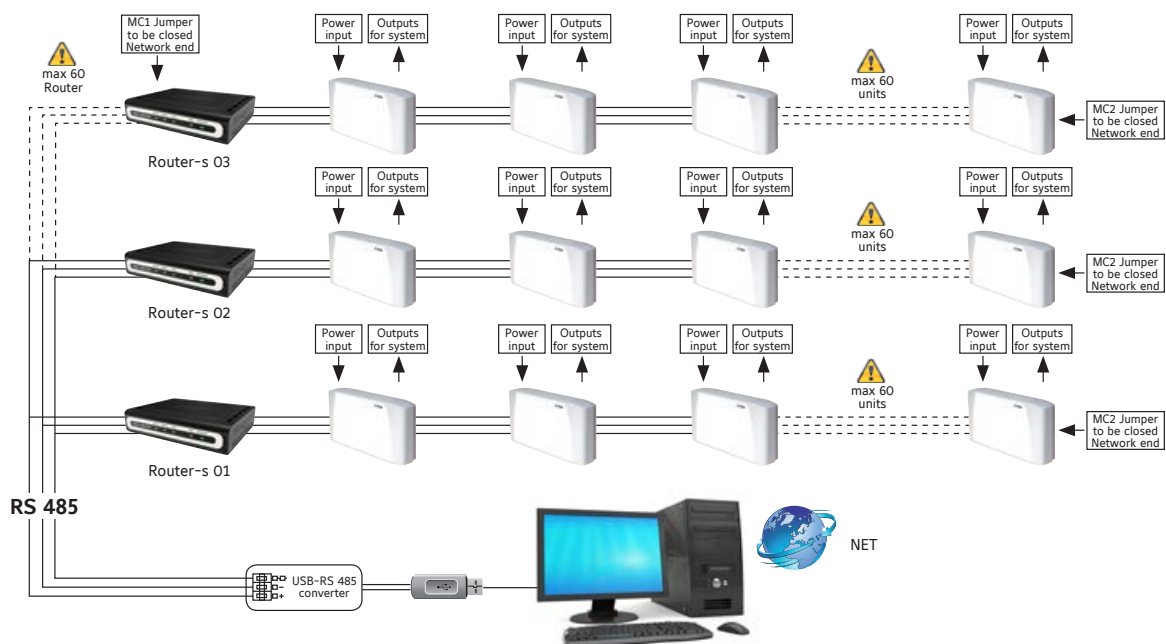 MC1 Jumper
to be closed
Network end
Power
input
Outputs
for system
Power
input
Outputs
for system
Power
input
Outputs
for system
Power
input
Outputs
for system
max 60
Router
max 60
units
MC2 Jumper
to be closed
Network end
Router-s 03
Power
input
Outputs
for system
Power
input
Outputs
for system
Power
input
Outputs
for system
Power
input
Outputs
for system
max 60
units
MC2 Jumper
to be closed
Network end
Router-s 02
Power
input
Outputs
for system
Power
input
Outputs
for system
Power
input
Outputs
for system
Power
input
Outputs
for system
max 60
units
MC2 Jumper
to be closed
Network end
Router-s 01
RS 485
NET
USB-RS 485
converter
-
+